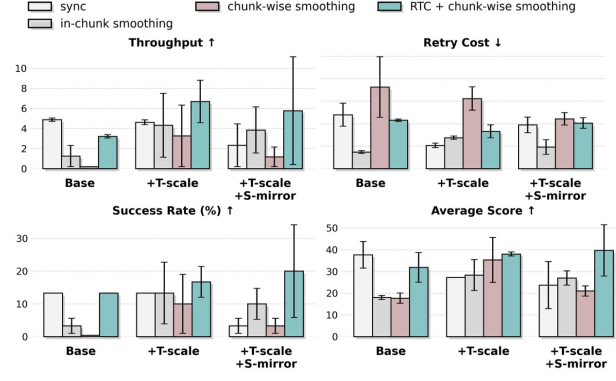 sync
chunk-wise smoothing
RTC + chunk-wise smoothing
in-chunk smoothing
Throughput ↑
Retry Cost ↓
10
8
6
4
2
0
Base
+T-scale
+T-scale
+S-mirror
Base
+T-scale
+T-scale
+S-mirror
Success Rate (%) ↑
Average Score ↑
30
20
10
0
50
40
30
20
10
0
Base
+T-scale
+T-scale
+S-mirror
Base
+T-scale
+T-scale
+S-mirror